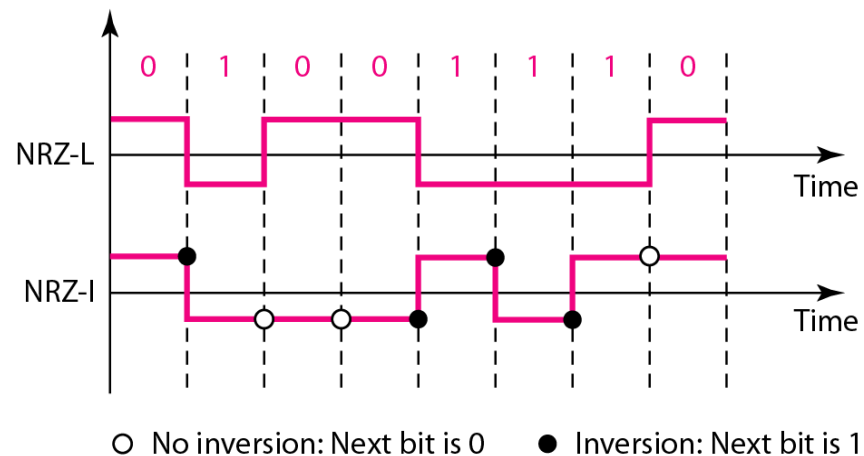 0 1 0 0 1 1 1 0
NRZ-L
Time
NRZ-I
Time
No inversion: Next bit is 0
Inversion: Next bit is 1